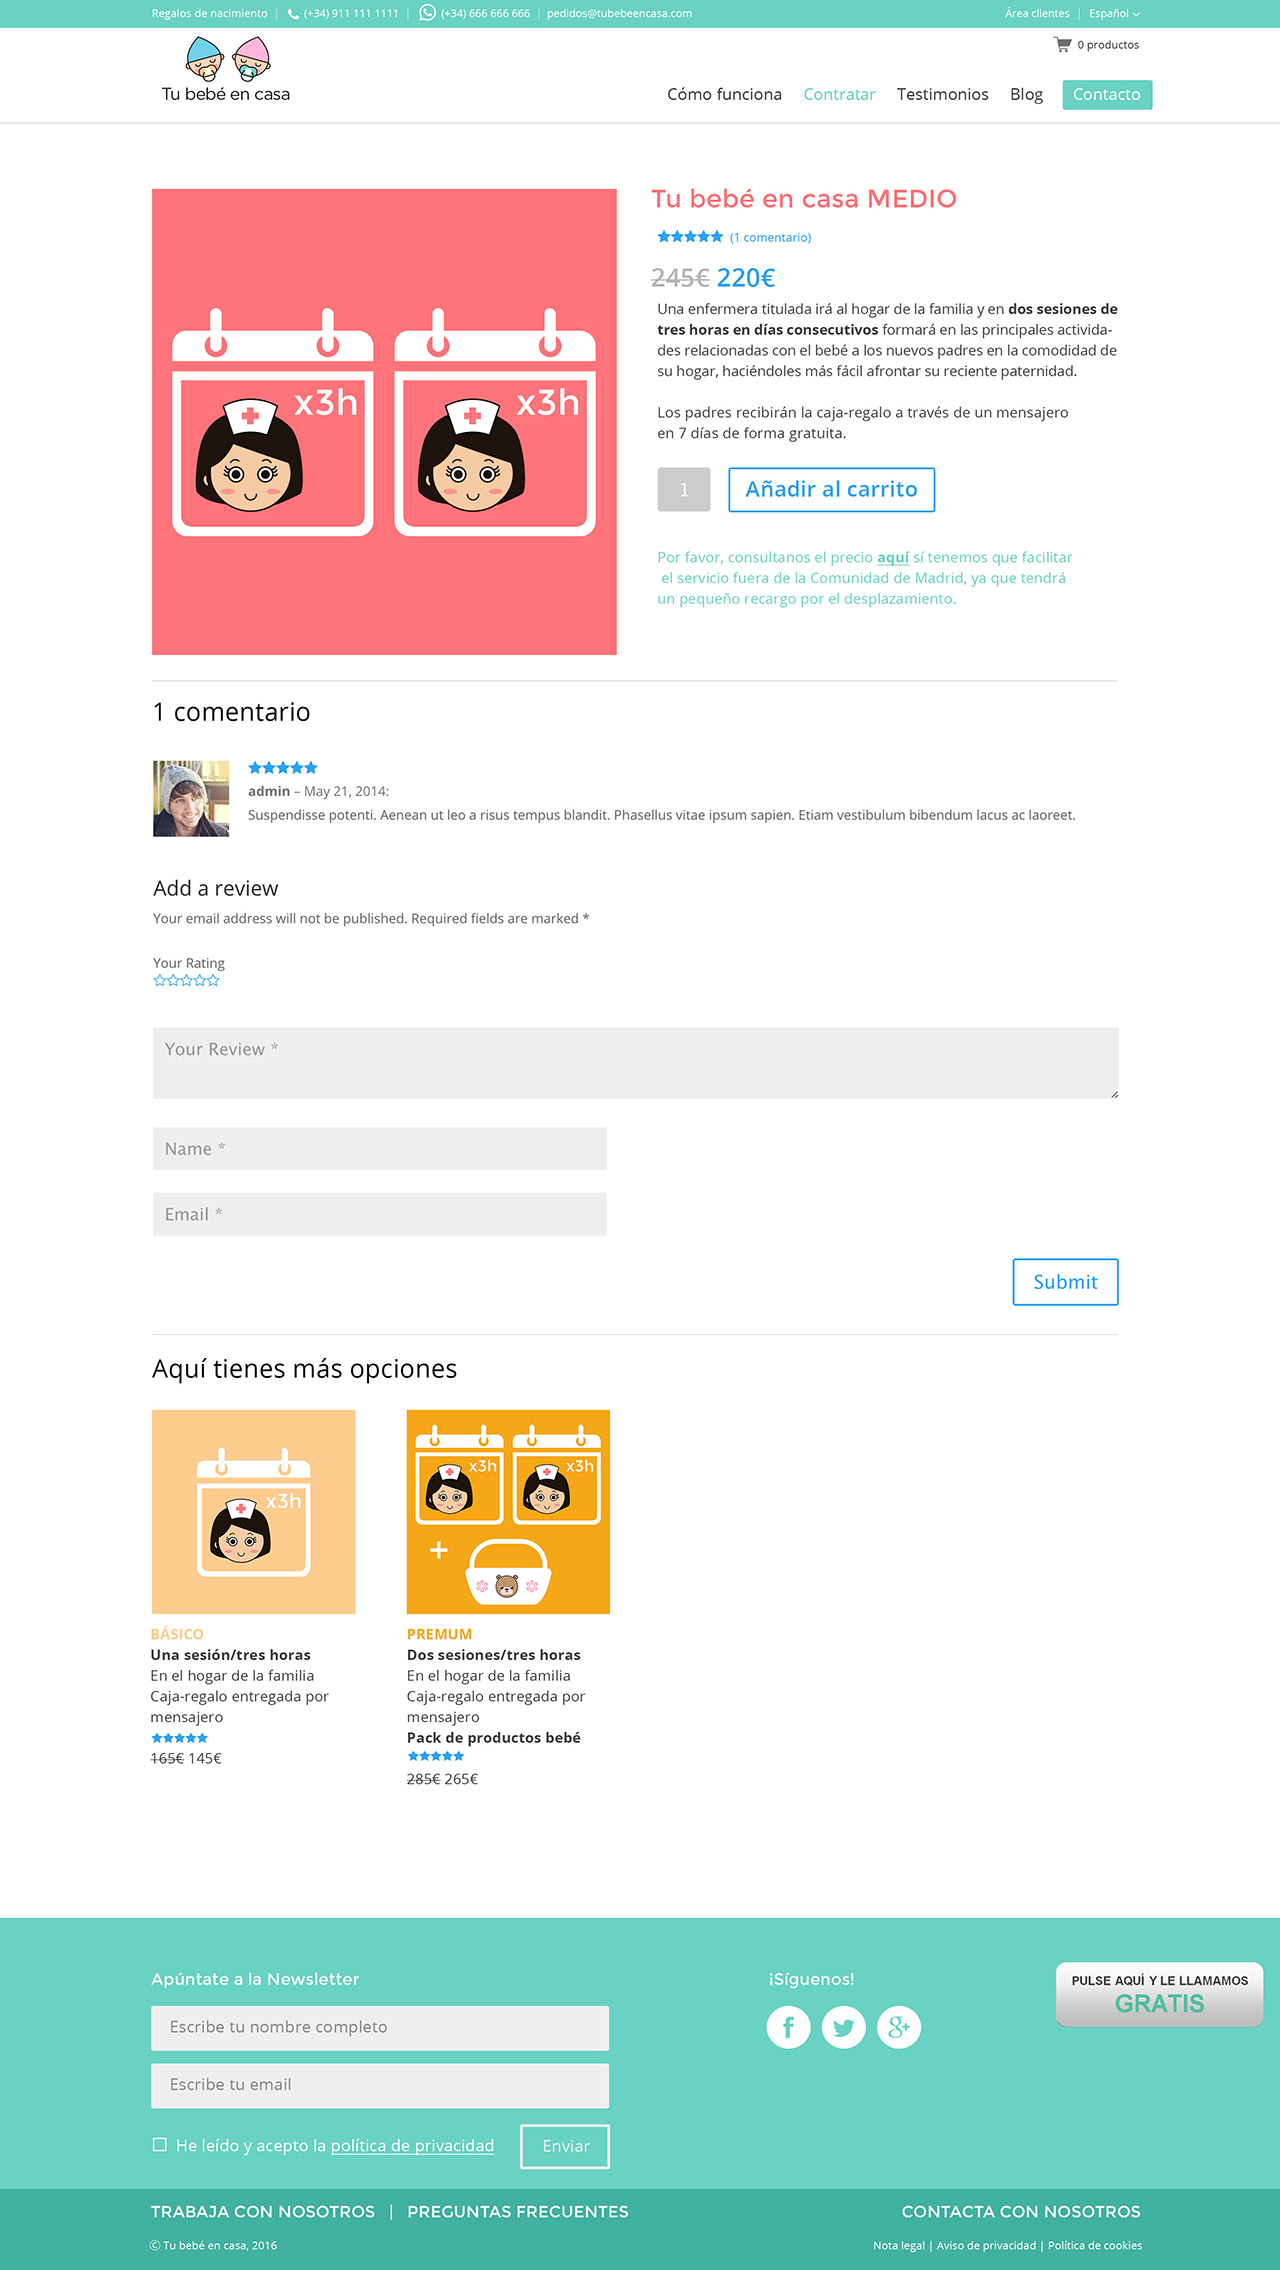 Regalos de nacimiento | (+34) 911 111 1111 | (+34) 666 666 666 | pedidos@tubebeencasa.com
Área clientes | Español
0 productos
Tu bebé en casa
Cómo funciona Contratar Testimonios Blog Contacto
Tu bebé en casa MEDIO
(1 comentario)
245€ 220€
Una enfermera titulada irá al hogar de la familia y en dos sesiones de
tres horas en días consecutivos formará en las principales activida-
des relacionadas con el bebé a los nuevos padres en la comodidad de
su hogar, haciéndoles más fácil afrontar su reciente paternidad.
Los padres recibirán la caja-regalo a través de un mensajero
en 7 días de forma gratuita.
x3h x3h
1 Añadir al carrito
Por favor, consultanos el precio aquí sí tenemos que facilitar
el servicio fuera de la Comunidad de Madrid, ya que tendrá
un pequeño recargo por el desplazamiento.
1 comentario
admin – May 21, 2014:
Suspendisse potenti. Aenean ut leo a risus tempus blandit. Phasellus vitae ipsum sapien. Etiam vestibulum bibendum lacus ac laoreet.
Add a review
Your email address will not be published. Required fields are marked *
Your Rating
Your Review *
Name *
Email *
Submit
Aquí tienes más opciones
x3h
BÁSICO
Una sesión/tres horas
En el hogar de la familia
Caja-regalo entregada por
mensajero
165€ 145€
x3h x3h
+
PREMUM
Dos sesiones/tres horas
En el hogar de la familia
Caja-regalo entregada por
mensajero
Pack de productos bebé
285€ 265€
Apúntate a la Newsletter
Escribe tu nombre completo
Escribe tu email
He leído y acepto la política de privacidad
Enviar
¡Síguenos!
PULSE AQUÍ Y LE LLAMAMOS
GRATIS
TRABAJA CON NOSOTROS | PREGUNTAS FRECUENTES
CONTACTA CON NOSOTROS
© Tu bebé en casa, 2016
Nota legal | Aviso de privacidad | Política de cookies